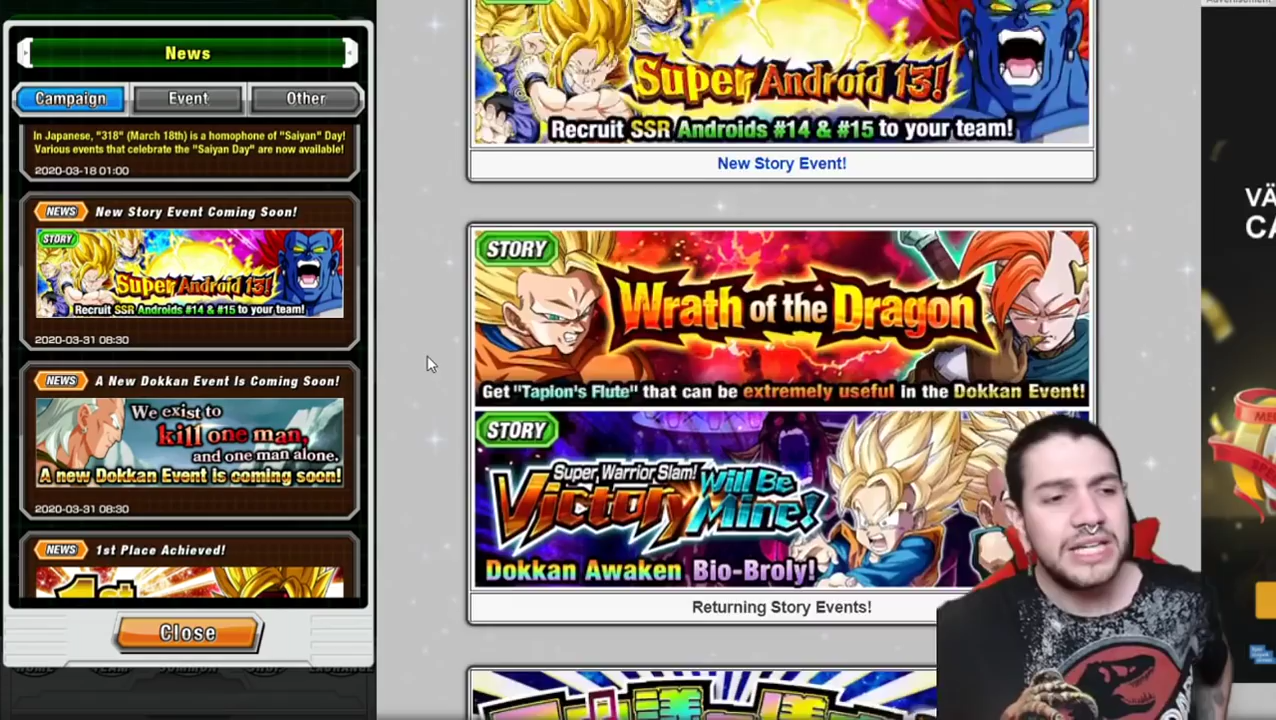 News
Campaign
Event
Other
In Japanese, "318" (March 18th) is a homophone of "Saiyan" Day!
Various events that celebrate the "Saiyan Day" are now available!
2020-03-18 01:00
NEWS New Story Event Coming Soon!
STORY
Super Android 13!
Recruit SSR Androids #14 & #15 to your team!
2020-03-31 08:30
NEWS A New Dokkan Event Is Coming Soon!
We exist to
kill one man,
and one man alone.
A new Dokkan Event is coming soon!
2020-03-31 08:30
NEWS 1st Place Achieved!
1st
Close
Super Android 13!
Recruit SSR Androids #14 & #15 to your team!
New Story Event!
STORY
Wrath of the Dragon
Get "Tapion's Flute" that can be extremely useful in the Dokkan Event!
STORY
Super Warrior Slam!
Victory Will Be Mine!
Dokkan Awaken Bio-Broly!
Returning Story Events!
Advertisement